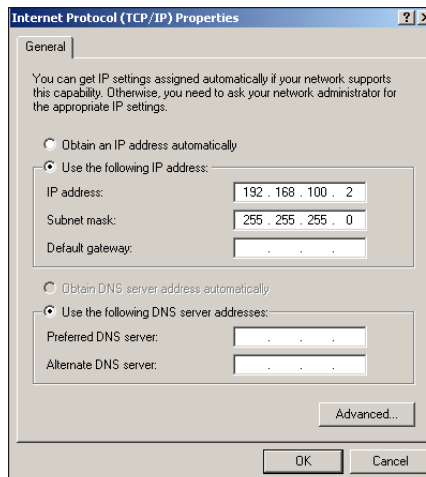 Internet Protocol (TCP/IP) Properties
General
You can get IP settings assigned automatically if your network supports
this capability. Otherwise, you need to ask your network administrator for
the appropriate IP settings.
Obtain an IP address automatically
Use the following IP address:
IP address: 192 . 168 . 100 . 2
Subnet mask: 255 . 255 . 255 . 0
Default gateway: . . .
Obtain DNS server address automatically
Use the following DNS server addresses:
Preferred DNS server: . . .
Alternate DNS server: . . .
Advanced...
OK Cancel